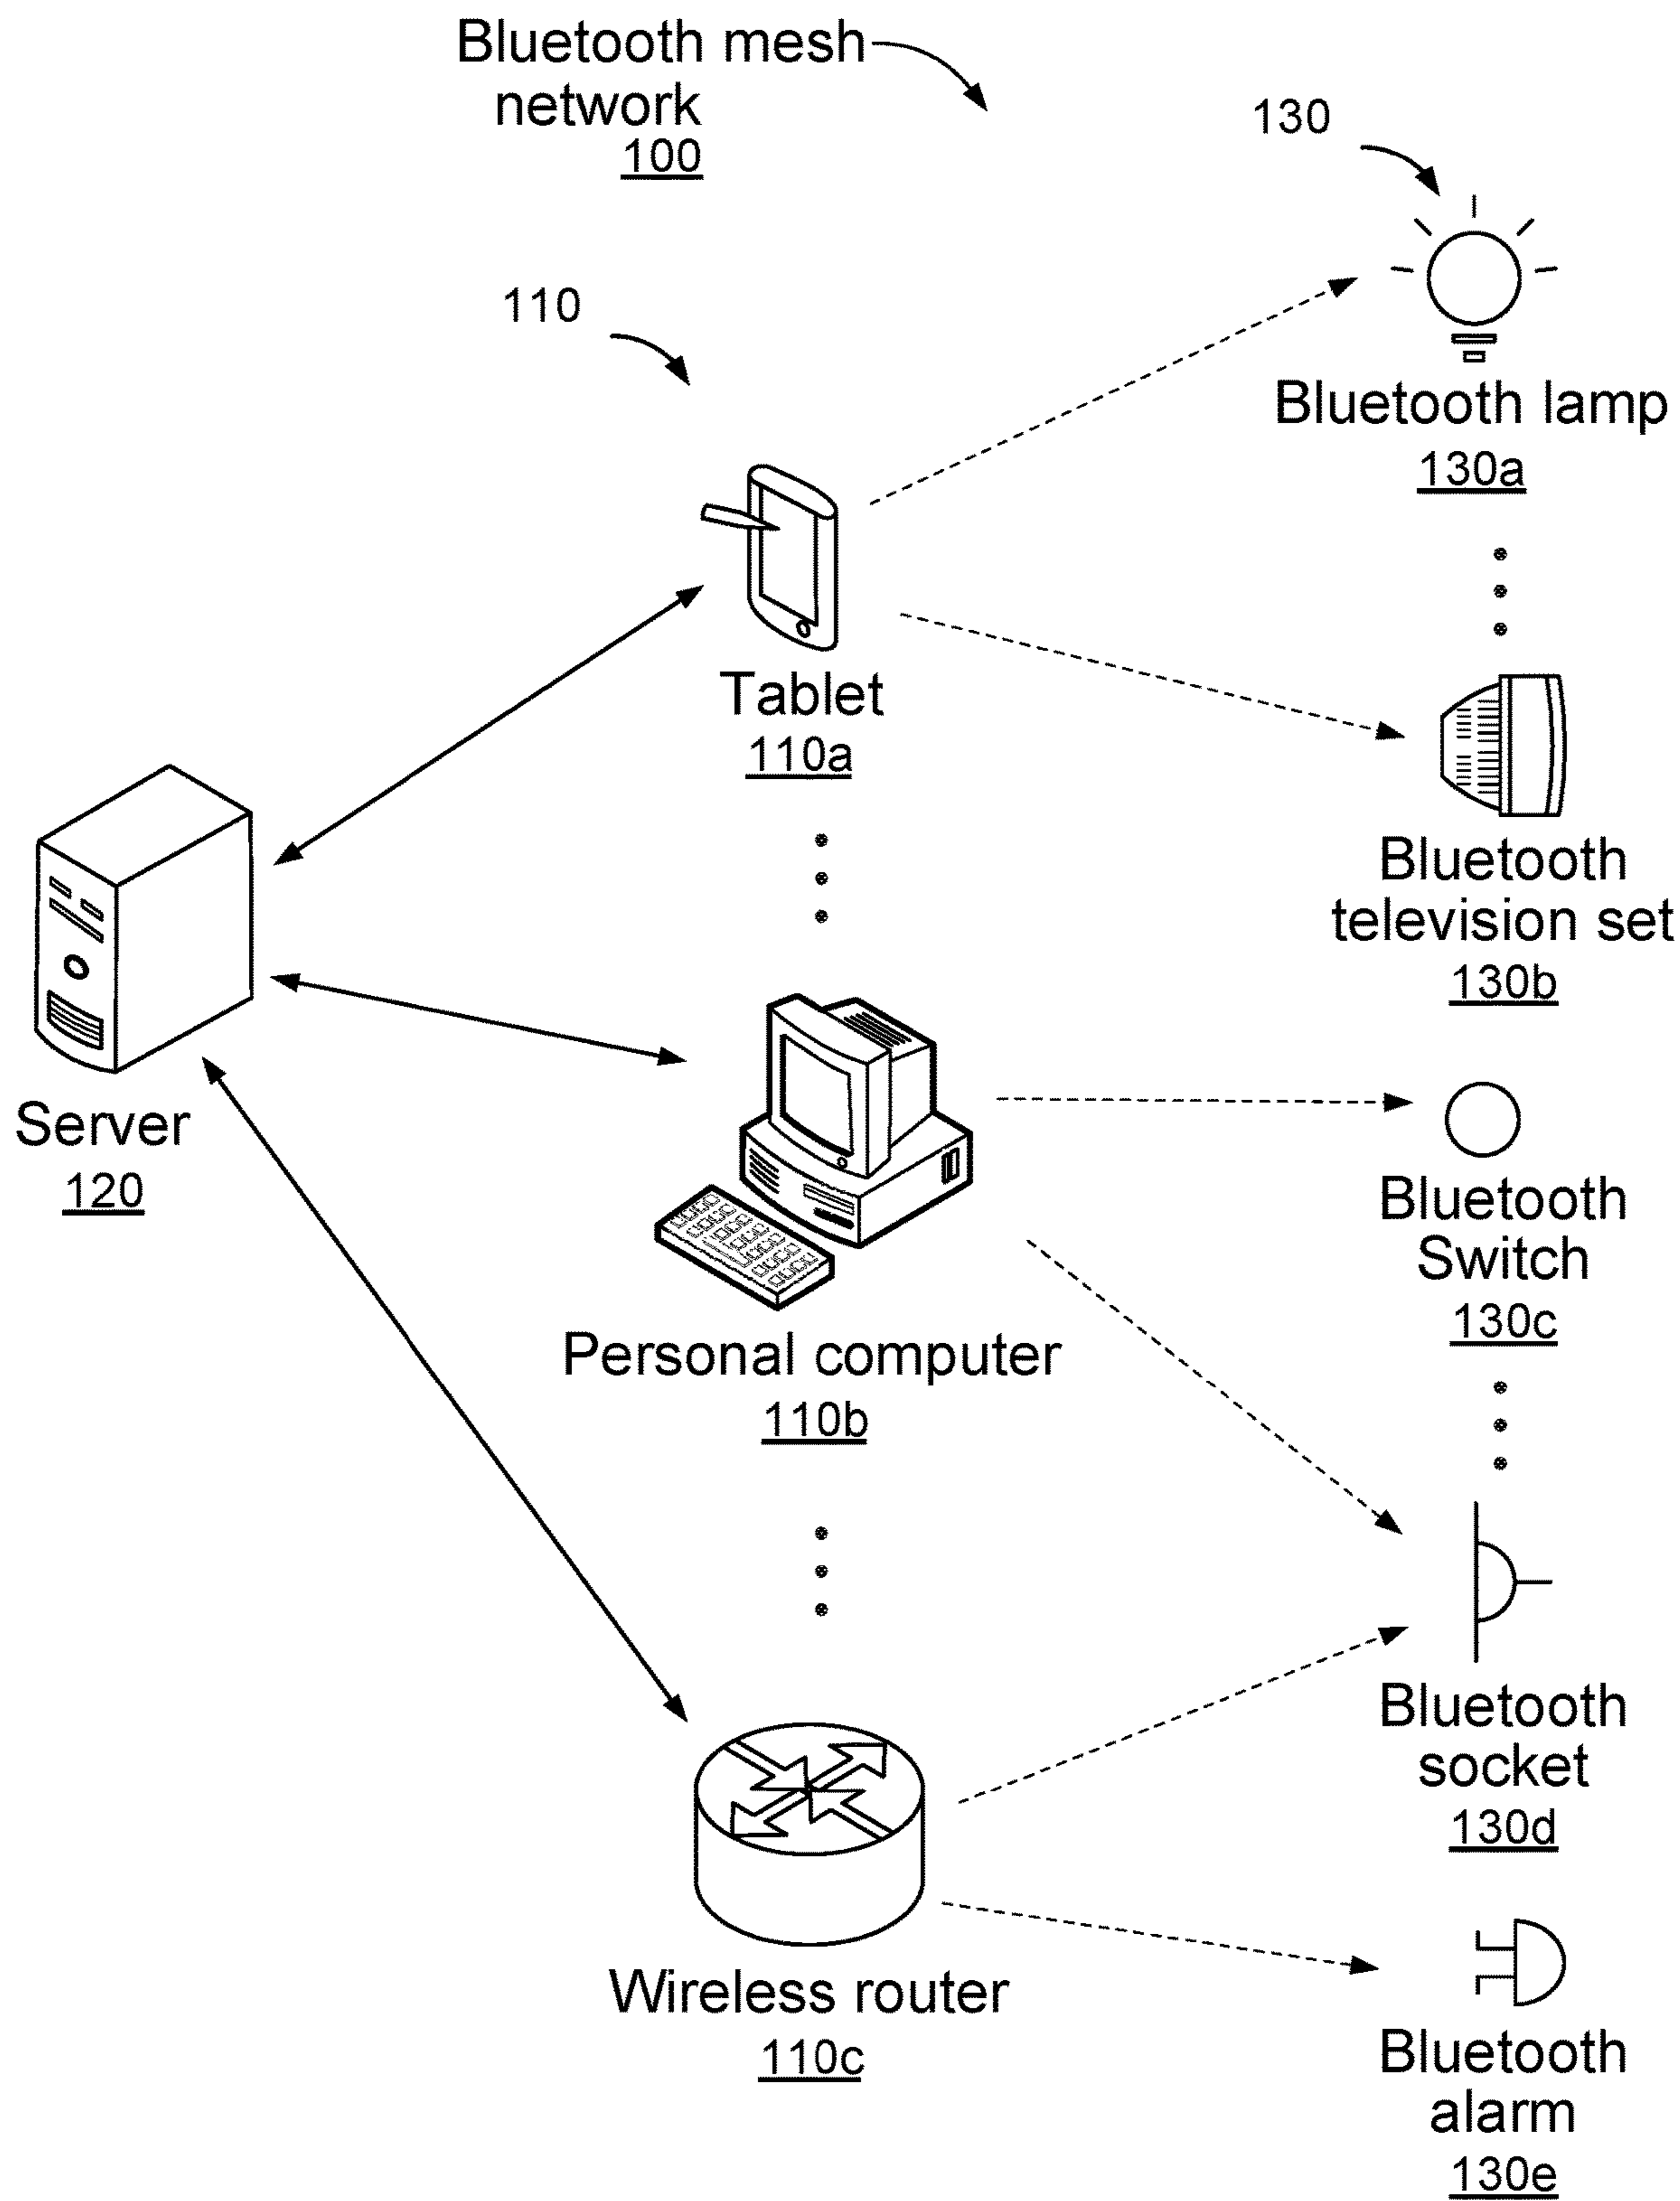 Bluetooth mesh
network
100
130
110
Bluetooth lamp
130a
Tablet
110a
Bluetooth
television set
130b
Server
120
Bluetooth
Switch
130c
Personal computer
110b
Bluetooth
socket
130d
Wireless router
110c
Bluetooth
alarm
130e